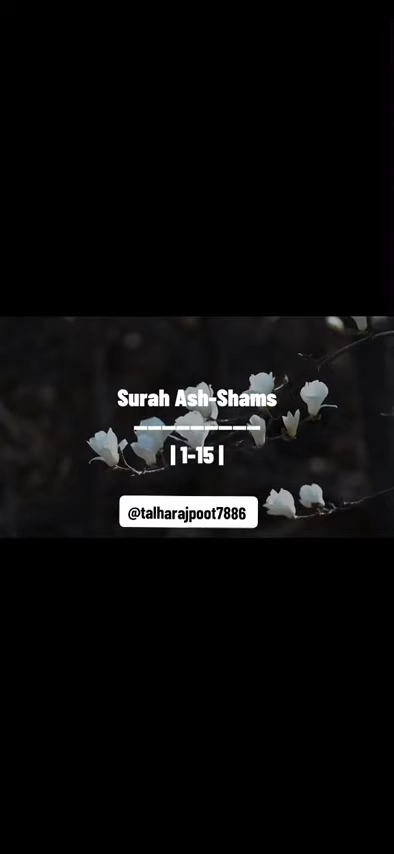 Surah Ash-Shams
—————————
| 1-15 |
@talharajpoot7886